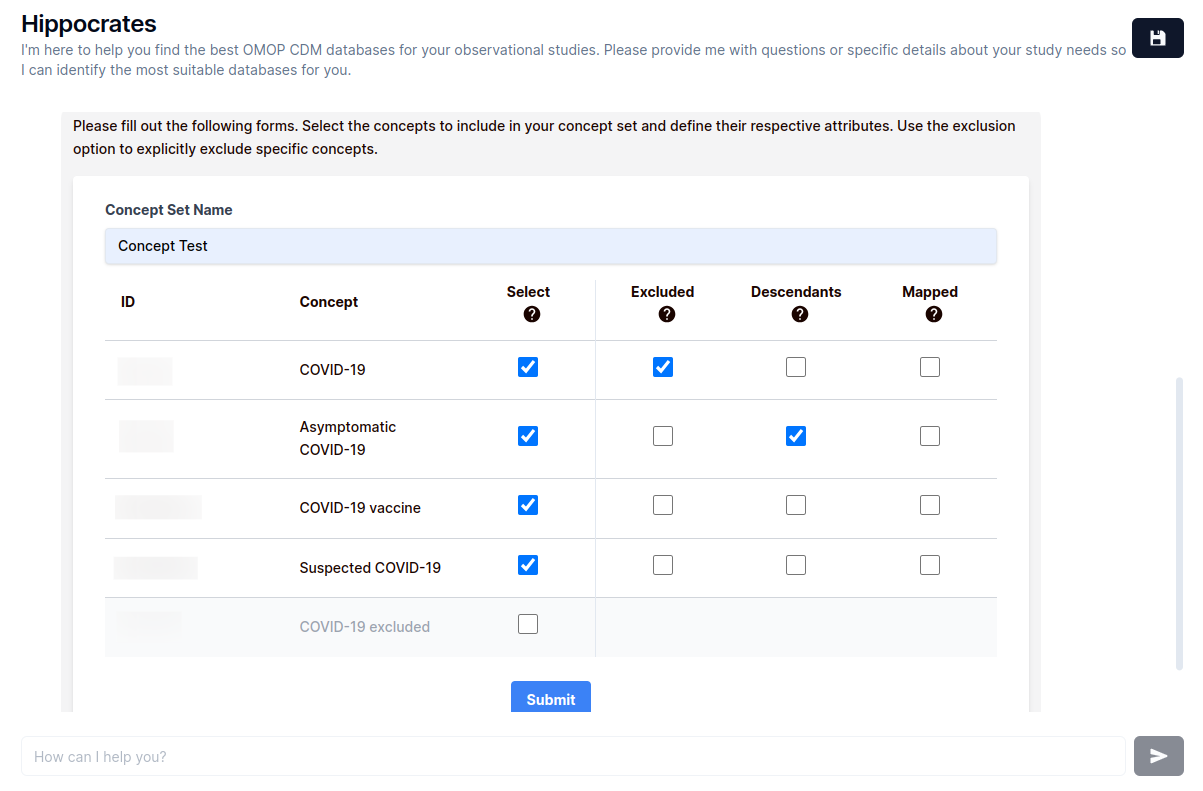 Hippocrates
I'm here to help you find the best OMOP CDM databases for your observational studies. Please provide me with questions or specific details about your study needs so
I can identify the most suitable databases for you.
Please fill out the following forms. Select the concepts to include in your concept set and define their respective attributes. Use the exclusion
option to explicitly exclude specific concepts.
Concept Set Name
Concept Test
ID Concept Select Excluded Descendants Mapped
? ? ? ?
COVID-19
Asymptomatic
COVID-19
COVID-19 vaccine
Suspected COVID-19
COVID-19 excluded
Submit
How can I help you?